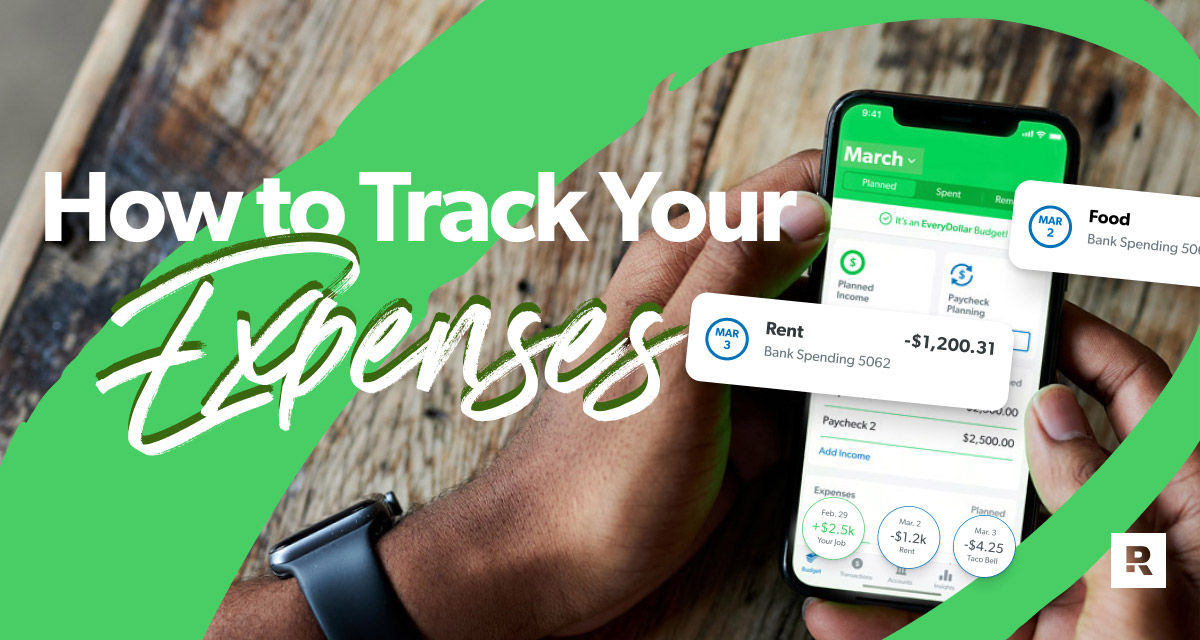 How to Track Your
Expenses
9:41
March
Planned
Spent
It's an EveryDollar Budget!
Planned
Income
Paycheck
Planning
MAR
2
Food
Bank Spending
MAR
3
Rent
-$1,200.31
Bank Spending 5062
Paycheck 2
$2,500.00
Add Income
Expenses
Planned
Feb. 29
+$2.5k
Your Job
Mar. 2
-$1.2k
Rent
Mar. 3
-$4.25
Taco Bell
Budget
Transactions
Accounts
Insights
R